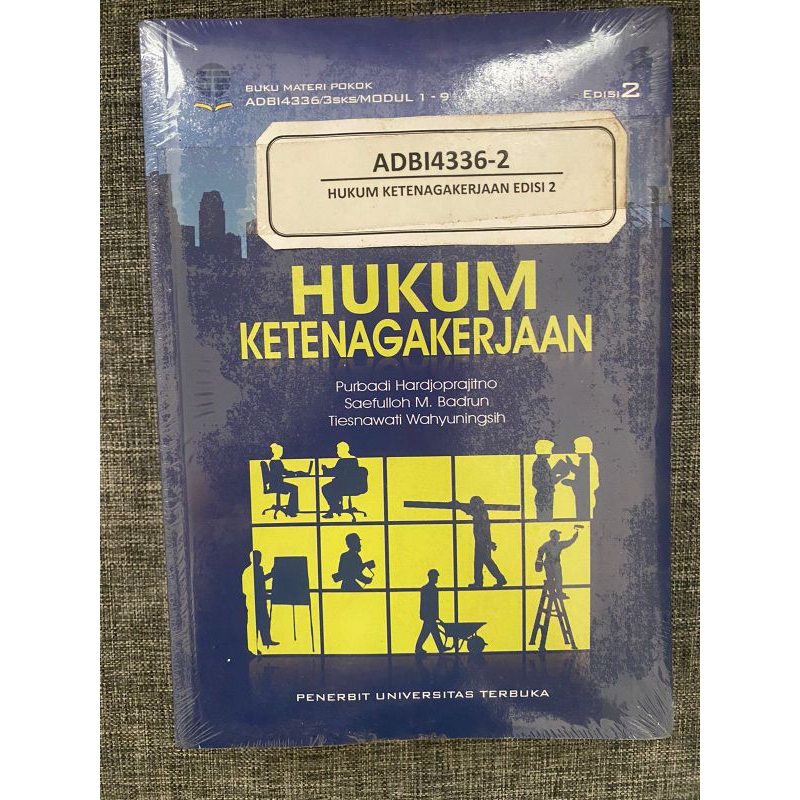 BUKU MATERI POKOK
ADBI4336/3SKS/MODUL 1 - 9
EDISI 2
ADBI4336-2
HUKUM KETENAGAKERJAAN EDISI 2
HUKUM
KETENAGAKERJAAN
Purbadi Hardjoprajitno
Saefulloh M. Badrun
Tiesnawati Wahyuningsih
PENERBIT UNIVERSITAS TERBUKA